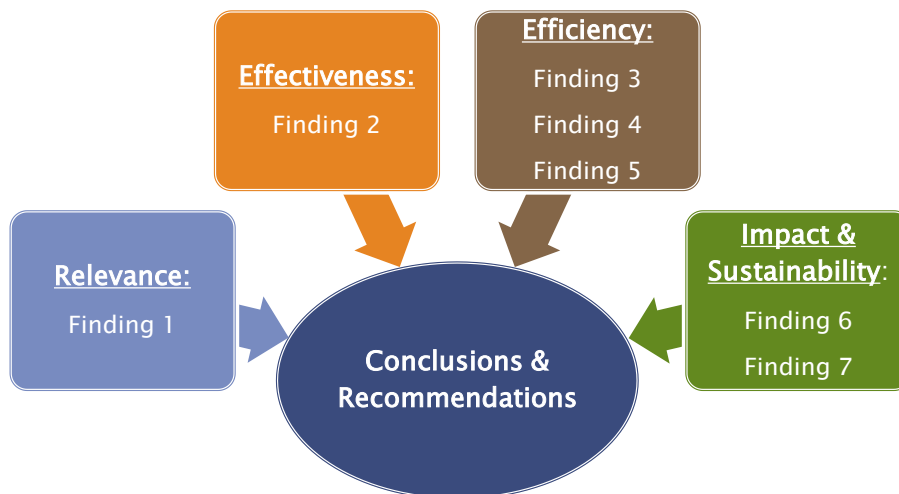 Effectiveness:
Finding 2
Efficiency:
Finding 3
Finding 4
Finding 5
Relevance:
Finding 1
Impact &
Sustainability:
Finding 6
Finding 7
Conclusions &
Recommendations